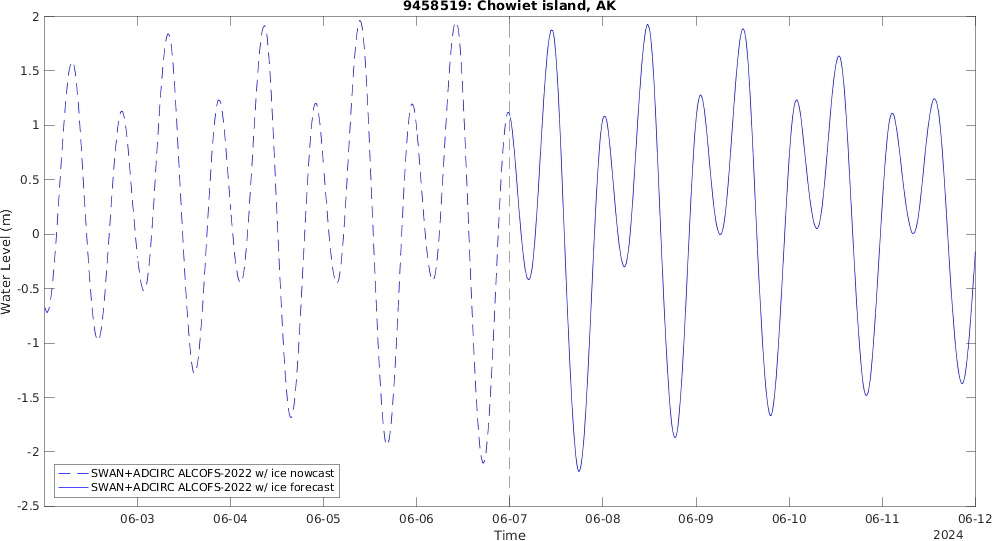 9458519: Chowiet island, AK
Water Level (m)
2
1.5
1
0.5
0
-0.5
-1
-1.5
-2
-2.5
SWAN+ADCIRC ALCOFS-2022 w/ ice nowcast
SWAN+ADCIRC ALCOFS-2022 w/ ice forecast
06-03 06-04 06-05 06-06 06-07 06-08 06-09 06-10 06-11 06-12
Time
2024